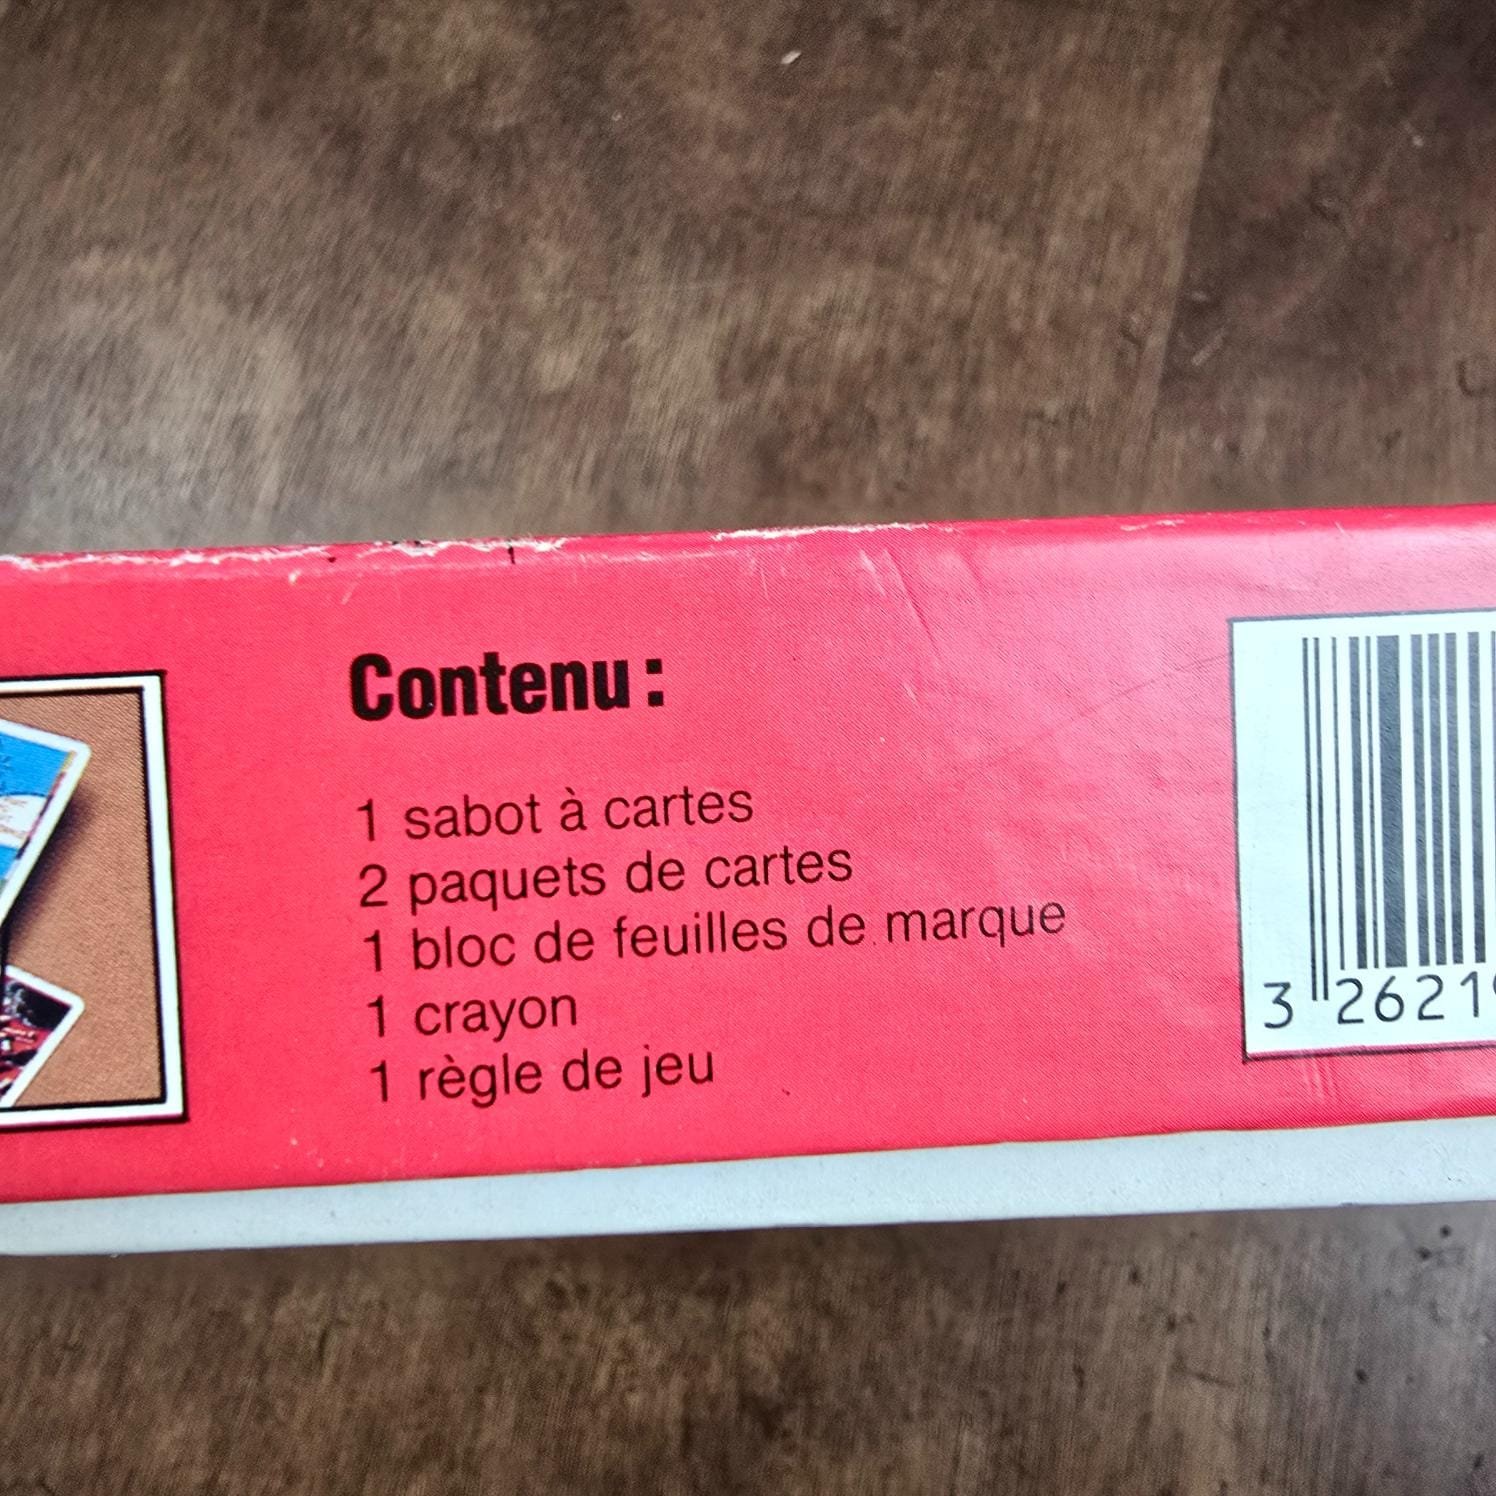 Contenu :
1 sabot à cartes
2 paquets de cartes
1 bloc de feuilles de marque
1 crayon
1 règle de jeu
3 26219